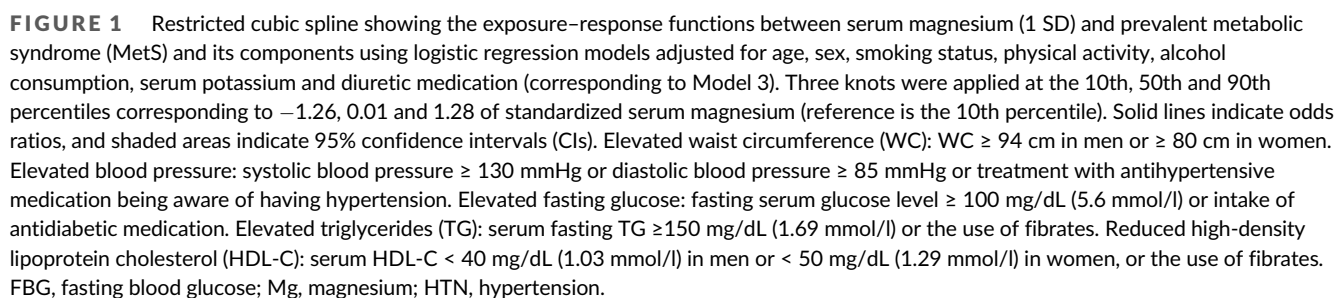 FIGURE 1 Restricted cubic spline showing the exposure–response functions between serum magnesium (1 SD) and prevalent metabolic
syndrome (MetS) and its components using logistic regression models adjusted for age, sex, smoking status, physical activity, alcohol
consumption, serum potassium and diuretic medication (corresponding to Model 3). Three knots were applied at the 10th, 50th and 90th
percentiles corresponding to −1.26, 0.01 and 1.28 of standardized serum magnesium (reference is the 10th percentile). Solid lines indicate odds
ratios, and shaded areas indicate 95% confidence intervals (CIs). Elevated waist circumference (WC): WC ≥ 94 cm in men or ≥ 80 cm in women.
Elevated blood pressure: systolic blood pressure ≥ 130 mmHg or diastolic blood pressure ≥ 85 mmHg or treatment with antihypertensive
medication being aware of having hypertension. Elevated fasting glucose: fasting serum glucose level ≥ 100 mg/dL (5.6 mmol/l) or intake of
antidiabetic medication. Elevated triglycerides (TG): serum fasting TG ≥150 mg/dL (1.69 mmol/l) or the use of fibrates. Reduced high-density
lipoprotein cholesterol (HDL-C): serum HDL-C < 40 mg/dL (1.03 mmol/l) in men or < 50 mg/dL (1.29 mmol/l) in women, or the use of fibrates.
FBG, fasting blood glucose; Mg, magnesium; HTN, hypertension.